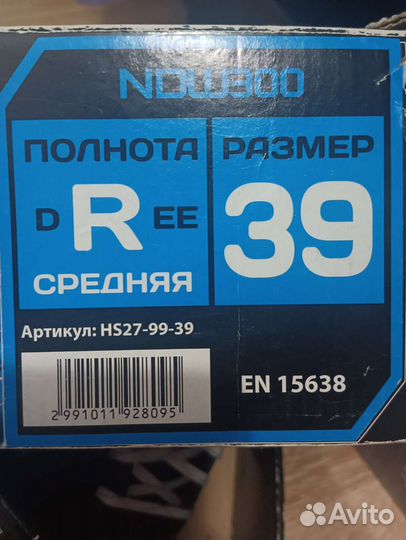 NDW300
ПОЛНОТА
D R EE
СРЕДНЯЯ
РАЗМЕР
39
Артикул: HS27-99-39
2991011928095
EN 15638
Avito